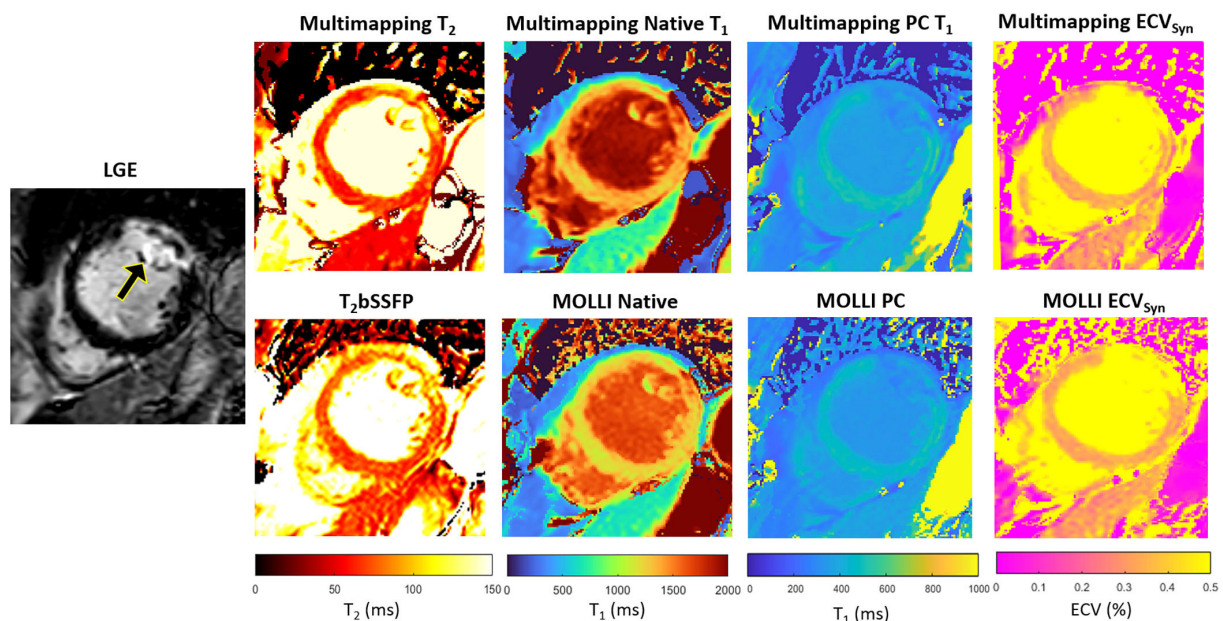 Multimapping T₂ Multimapping Native T₁ Multimapping PC T₁ Multimapping ECV_Syn
LGE
T₂bSSFP MOLLI Native MOLLI PC MOLLI ECV_Syn
0 50 100 150 0 500 1000 1500 2000 0 200 400 600 800 1000 0 0.1 0.2 0.3 0.4 0.5
T₂ (ms) T₁ (ms) T₁ (ms) ECV (%)